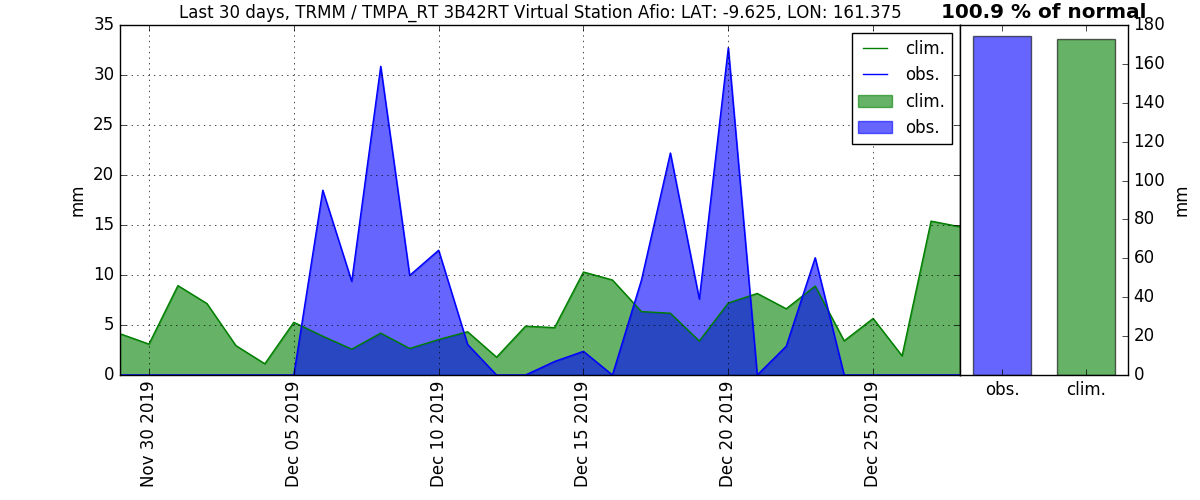 Last 30 days, TRMM / TMPA_RT 3B42RT Virtual Station Afio: LAT: -9.625, LON: 161.375
100.9 % of normal
35
30
25
20
15
10
5
0
mm
clim.
obs.
clim.
obs.
Nov 30 2019
Dec 05 2019
Dec 10 2019
Dec 15 2019
Dec 20 2019
Dec 25 2019
180
160
140
120
100
80
60
40
20
0
mm
obs.
clim.